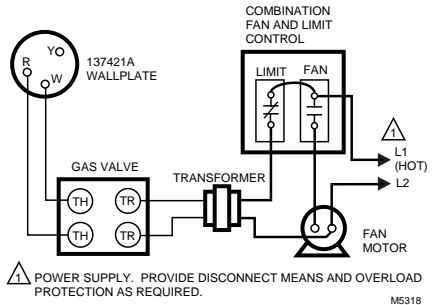 COMBINATION
FAN AND LIMIT
CONTROL
Y
R
W
137421A
WALLPLATE
LIMIT
FAN
1
L1
(HOT)
L2
GAS VALVE
TRANSFORMER
TH
TR
TH
TR
FAN
MOTOR
1
POWER SUPPLY. PROVIDE DISCONNECT MEANS AND OVERLOAD
PROTECTION AS REQUIRED.
M5318